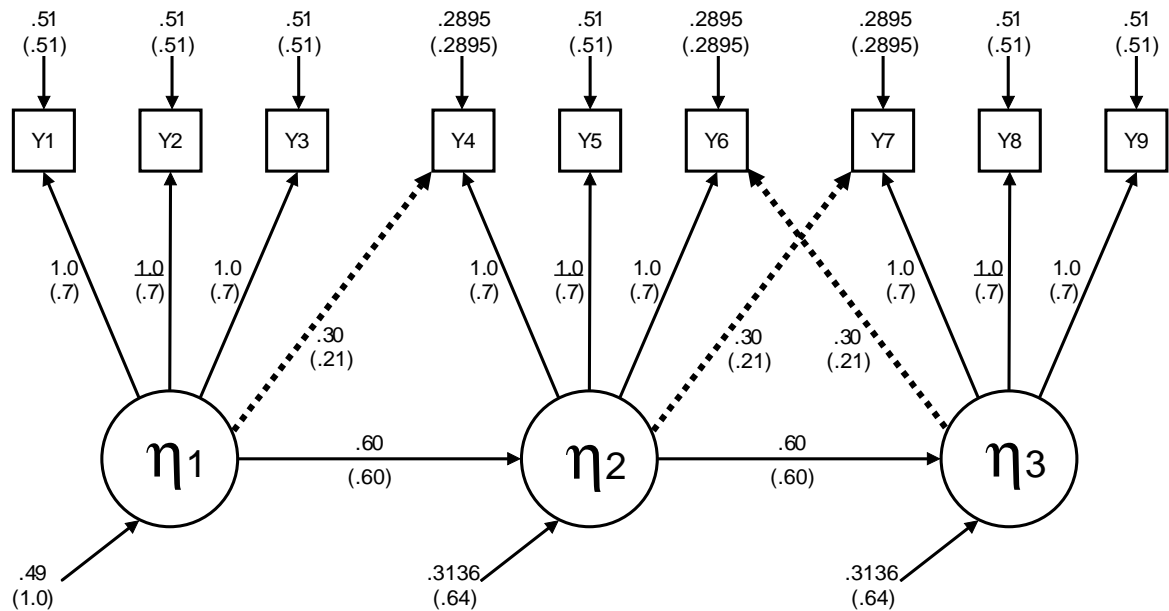 .51 .51 .51 .2895 .51 .2895 .2895 .51 .51
(.51) (.51) (.51) (.2895) (.51) (.2895) (.2895) (.51) (.51)
Y1 Y2 Y3 Y4 Y5 Y6 Y7 Y8 Y9
1.0 1.0 1.0 1.0 1.0 1.0 1.0 1.0 1.0
(.7) (.7) (.7) (.7) (.7) (.7) (.7) (.7) (.7)
.30 .30 .30
(.21) (.21) (.21)
.60 .60
η1 η2 η3
(.60) (.60)
.49 .3136 .3136
(1.0) (.64) (.64)